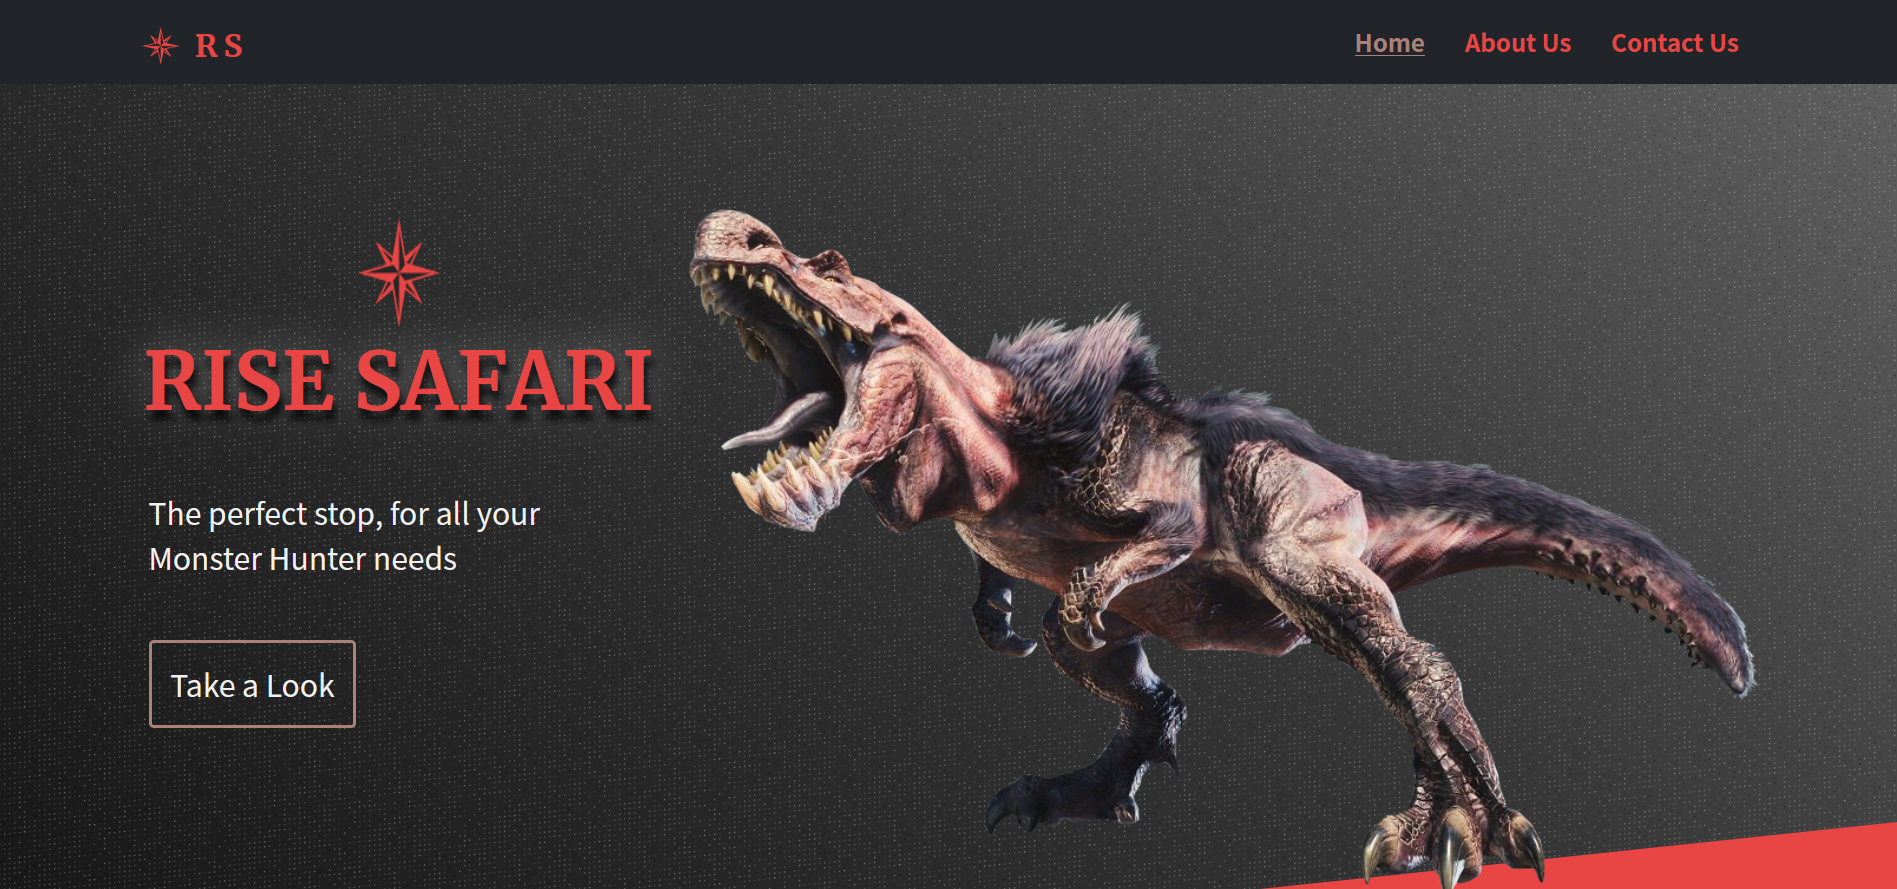 RS
Home
About Us
Contact Us
RISE SAFARI
The perfect stop, for all your
Monster Hunter needs
Take a Look